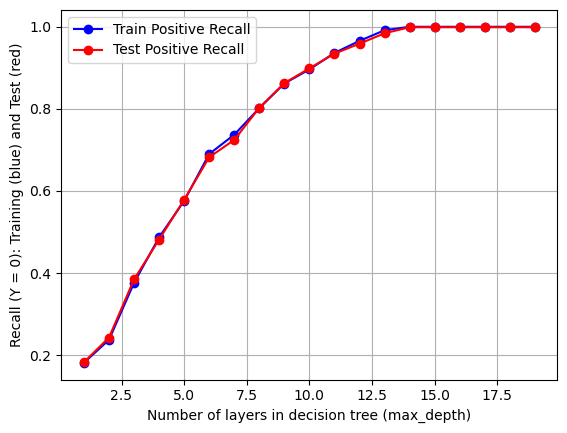 Train Positive Recall
Test Positive Recall
Recall (Y = 0): Training (blue) and Test (red)
1.0
0.8
0.6
0.4
0.2
2.5 5.0 7.5 10.0 12.5 15.0 17.5
Number of layers in decision tree (max_depth)